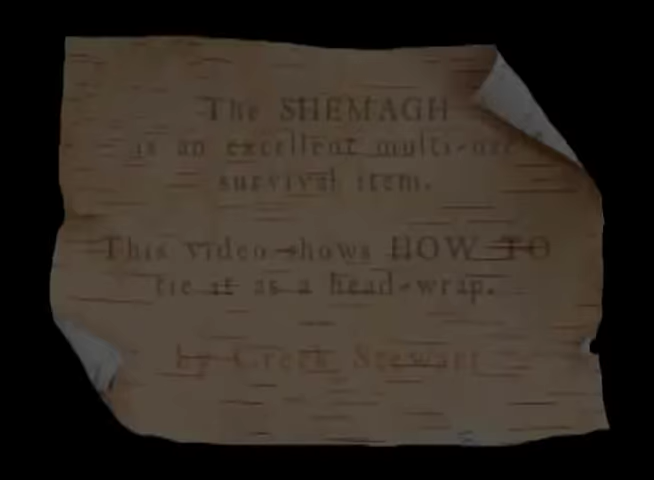 The SHEMAGH
is an excellent multi-use
survival item.
This video shows HOW TO
tie it as a head-wrap.
by Creek Stewart